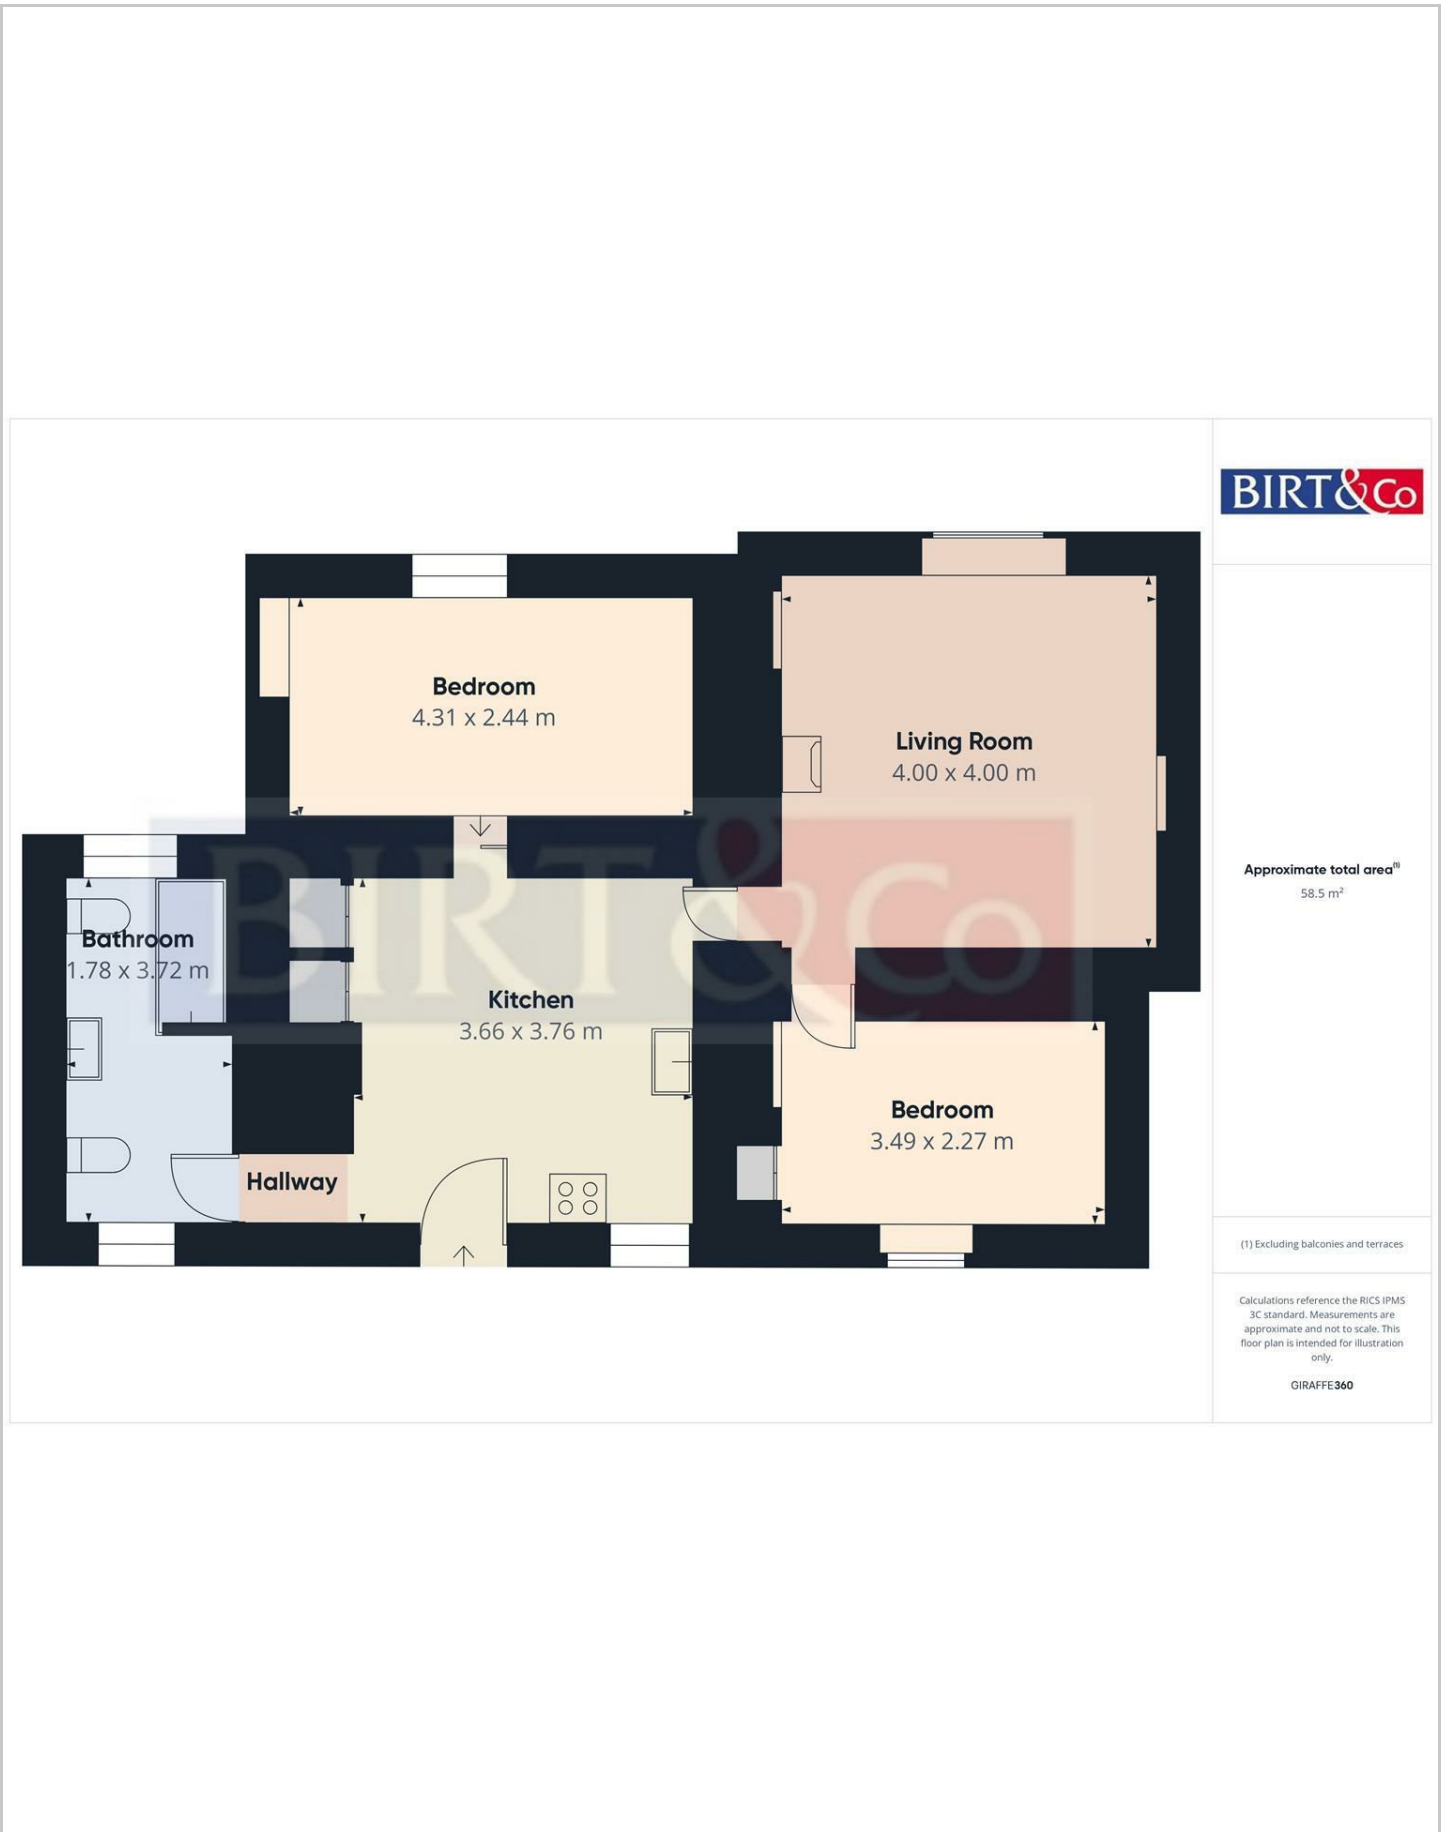 BIRT&Co
Bedroom
4.31 x 2.44 m
Living Room
4.00 x 4.00 m
BIRT&Co
Bathroom
1.78 x 3.72 m
Kitchen
3.66 x 3.76 m
Bedroom
3.49 x 2.27 m
Hallway
Approximate total area⁽¹⁾
58.5 m²
(1) Excluding balconies and terraces
Calculations reference the RICS IPMS
3C standard. Measurements are
approximate and not to scale. This
floor plan is intended for illustration
only.
GIRAFFE360